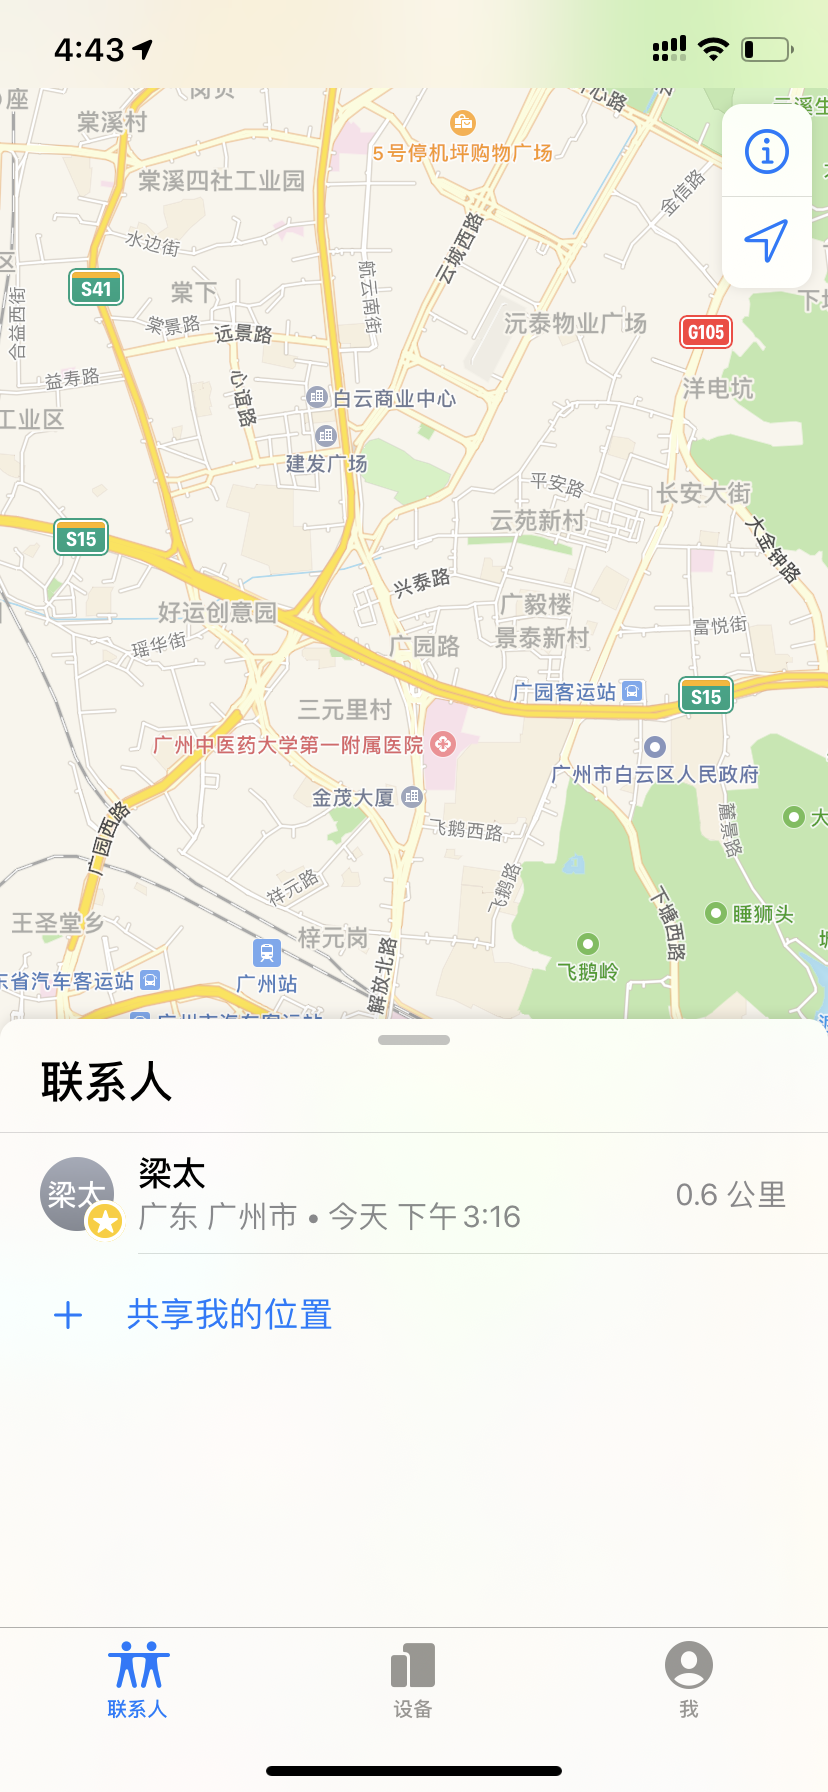 4:43
棠溪村
5号停机坪购物广场
棠溪四社工业园
金信路
水边街
云城西路
S41
棠下
航云南街
合益西街
棠景路
远景路
沅泰物业广场
G105
益寿路
心谊路
白云商业中心
洋电坑
工业区
建发广场
平安路
长安大街
云苑新村
S15
大金钟路
兴泰路
广毅楼
好运创意园
景泰新村
富悦街
瑶华街
广园路
广园客运站
S15
三元里村
广州中医药大学第一附属医院
广州市白云区人民政府
金茂大厦
广园西路
飞鹅西路
麓景路
祥元路
飞鹅路
下塘西路
睡狮头
王圣堂乡
梓元岗
飞鹅岭
解放北路
省汽车客运站
广州站
联系人
梁太
梁太
广东 广州市 • 今天 下午3:16
0.6 公里
+ 共享我的位置
联系人
设备
我